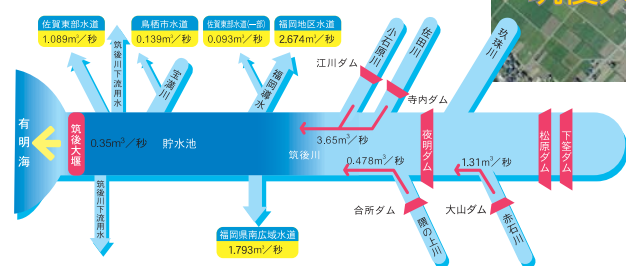 佐賀東部水道
1.089m³/秒
鳥栖市水道
0.139m³/秒
佐賀東部水道(一部)
0.093m³/秒
福岡地区水道
2.674m³/秒
筑後川下流用水
宝満川
福岡導水
小石原川
佐田川
玖珠川
江川ダム
寺内ダム
有明海
筑後大堰
0.35m³/秒
貯水池
筑後川
3.65m³/秒
0.478m³/秒
夜明ダム
1.31m³/秒
松原ダム
下筌ダム
筑後川下流用水
福岡県南広域水道
1.793m³/秒
合所ダム
隈の上川
大山ダム
赤石川